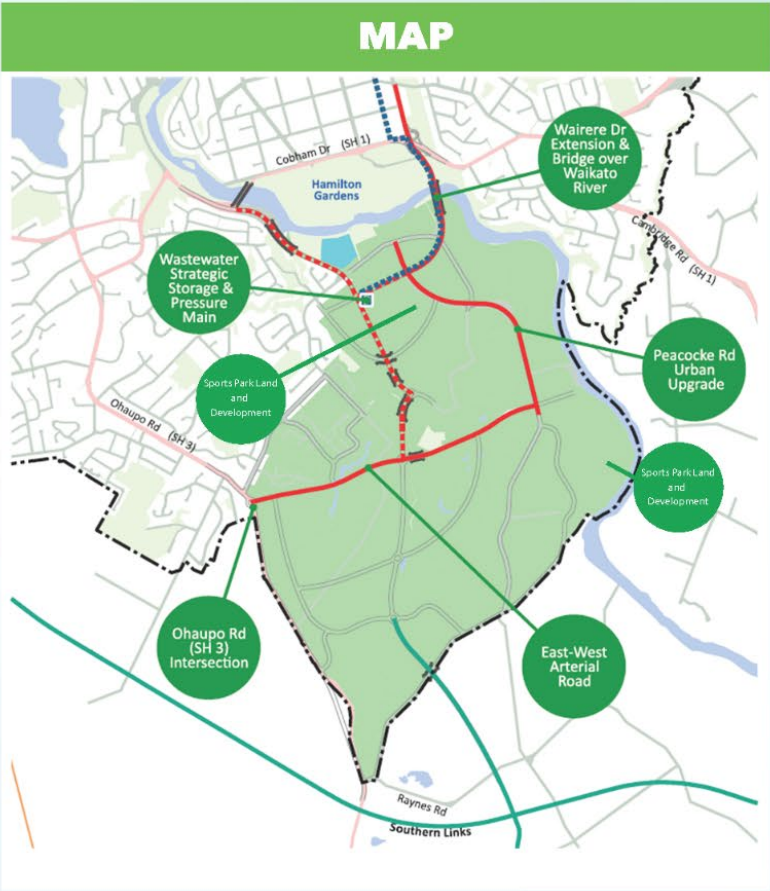 MAP
Cobham Dr (SH 1)
Hamilton
Gardens
Wairere Dr
Extension &
Bridge over
Waikato
River
Cambridge Rd (SH 1)
Wastewater
Strategic
Storage &
Pressure
Main
Peacocke Rd
Urban
Upgrade
Sports Park Land
and
Development
Ohaupo Rd (SH 3)
Sports Park Land
and
Development
Ohaupo Rd
(SH 3)
Intersection
East-West
Arterial
Road
Raynes Rd
Southern Links